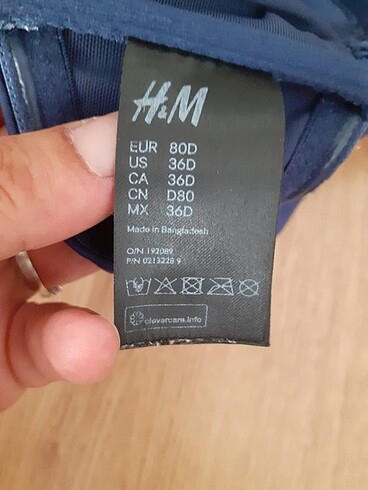 H&M
EUR 80D
US 36D
CA 36D
CN D80
MX 36D
Made in Bangladesh
O/N 192089
P/N 0213228 9
clevercare.info